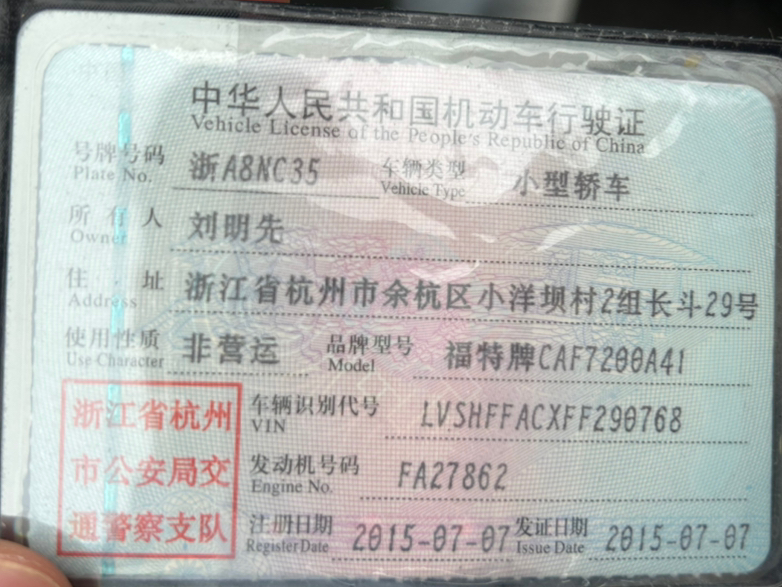 中华人民共和国机动车行驶证
Vehicle License of the People's Republic of China
号牌号码 浙A8NC35 车辆类型 小型轿车
Plate No. Vehicle Type
所有人 刘明先
Owner
住址 浙江省杭州市余杭区小洋坝村2组长斗29号
Address
使用性质 非营运 品牌型号 福特牌CAF7200A41
Use Character Model
浙江省杭州 车辆识别代号 LVSHFFACXFF290768
VIN
市公安局交 发动机号码 FA27862
Engine No.
通警察支队 注册日期 2015-07-07 发证日期 2015-07-07
Register Date Issue Date